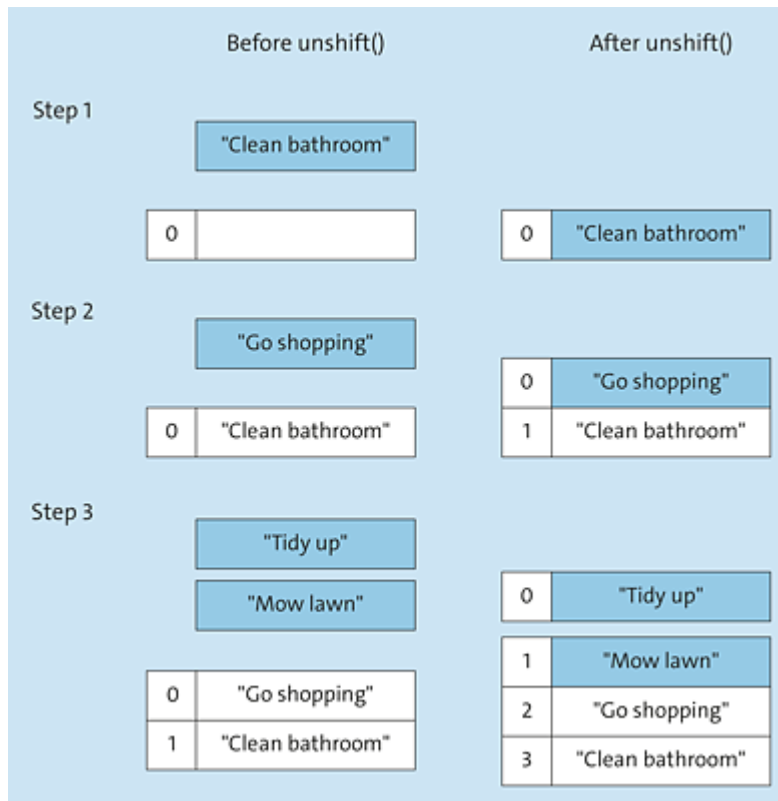 Before unshift() After unshift()
Step 1
"Clean bathroom"
0 0 "Clean bathroom"
Step 2
"Go shopping"
0 "Go shopping"
0 "Clean bathroom" 1 "Clean bathroom"
Step 3
"Tidy up"
"Mow lawn" 0 "Tidy up"
1 "Mow lawn"
0 "Go shopping" 2 "Go shopping"
1 "Clean bathroom" 3 "Clean bathroom"